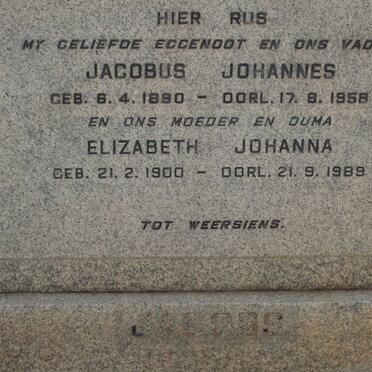 HIER RUS
MY GELIEFDE EGGENOOT EN ONS VAD
JACOBUS JOHANNES
GEB. 6. 4. 1890 - OORL. 17. 8. 1958
EN ONS MOEDER EN OUMA
ELIZABETH JOHANNA
GEB. 21. 2. 1900 - OORL. 21. 9. 1989
TOT WEERSIENS.
JACOBS